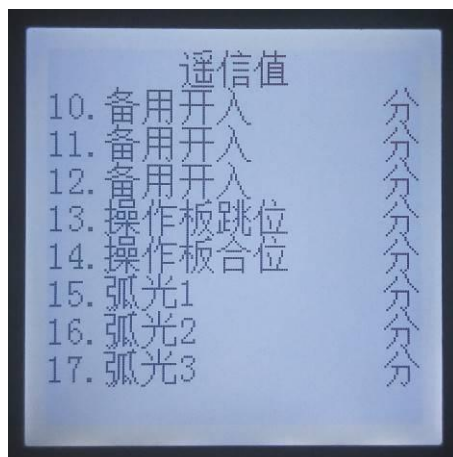 遥信值
10. 备用开入 分
11. 备用开入 分
12. 备用开入 分
13. 操作板跳位 分
14. 操作板合位 分
15. 弧光1 分
16. 弧光2 分
17. 弧光3 分